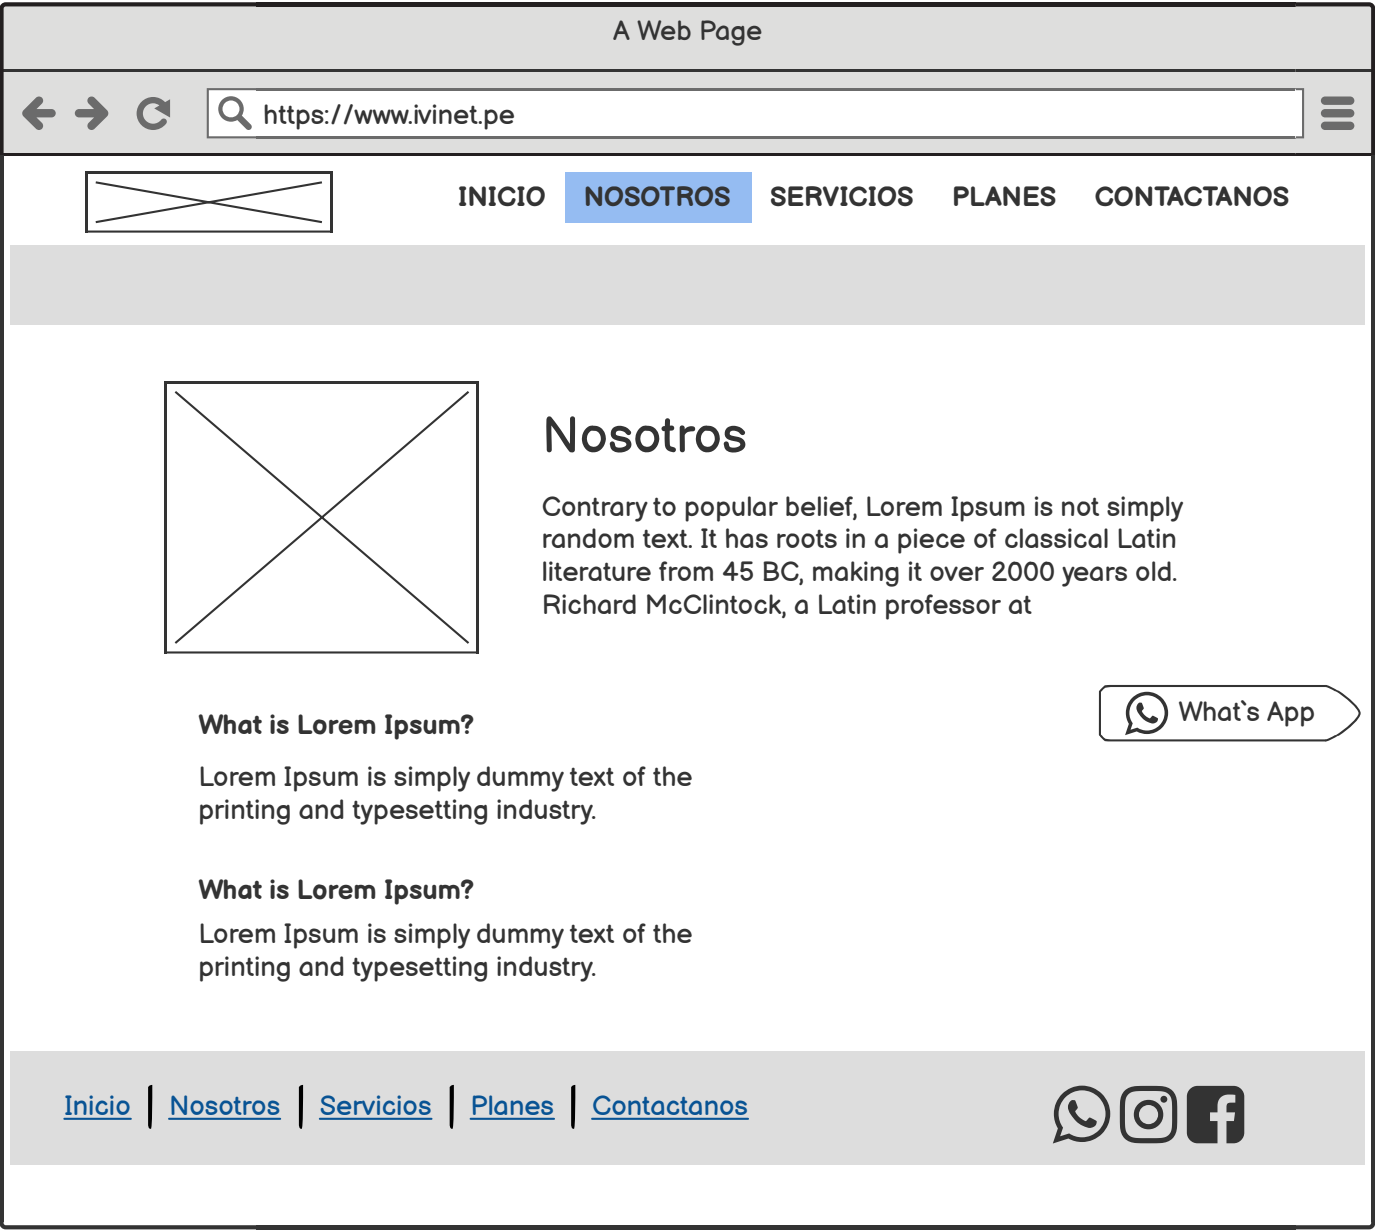 A Web Page
https://www.ivinet.pe
INICIO NOSOTROS SERVICIOS PLANES CONTACTANOS
Nosotros
Contrary to popular belief, Lorem Ipsum is not simply
random text. It has roots in a piece of classical Latin
literature from 45 BC, making it over 2000 years old.
Richard McClintock, a Latin professor at
What`s App
What is Lorem Ipsum?
Lorem Ipsum is simply dummy text of the
printing and typesetting industry.
What is Lorem Ipsum?
Lorem Ipsum is simply dummy text of the
printing and typesetting industry.
Inicio Nosotros Servicios Planes Contactanos